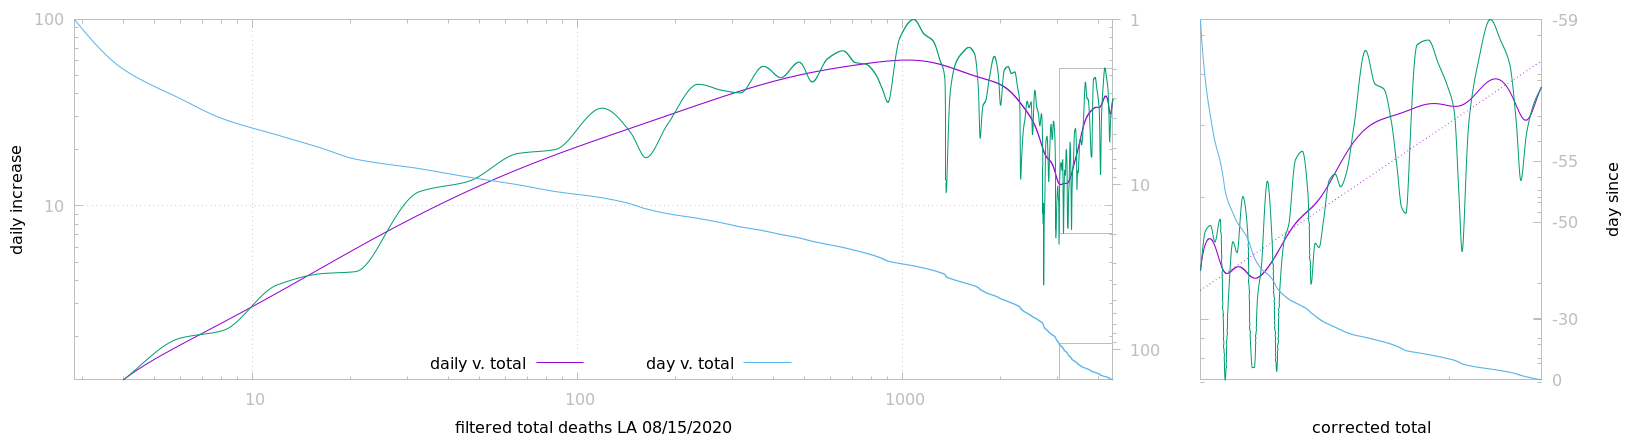 100
10
daily increase
10
100
1000
1
10
100
daily v. total
day v. total
filtered total deaths LA 08/15/2020
-59
-55
-50
-30
0
day since
corrected total